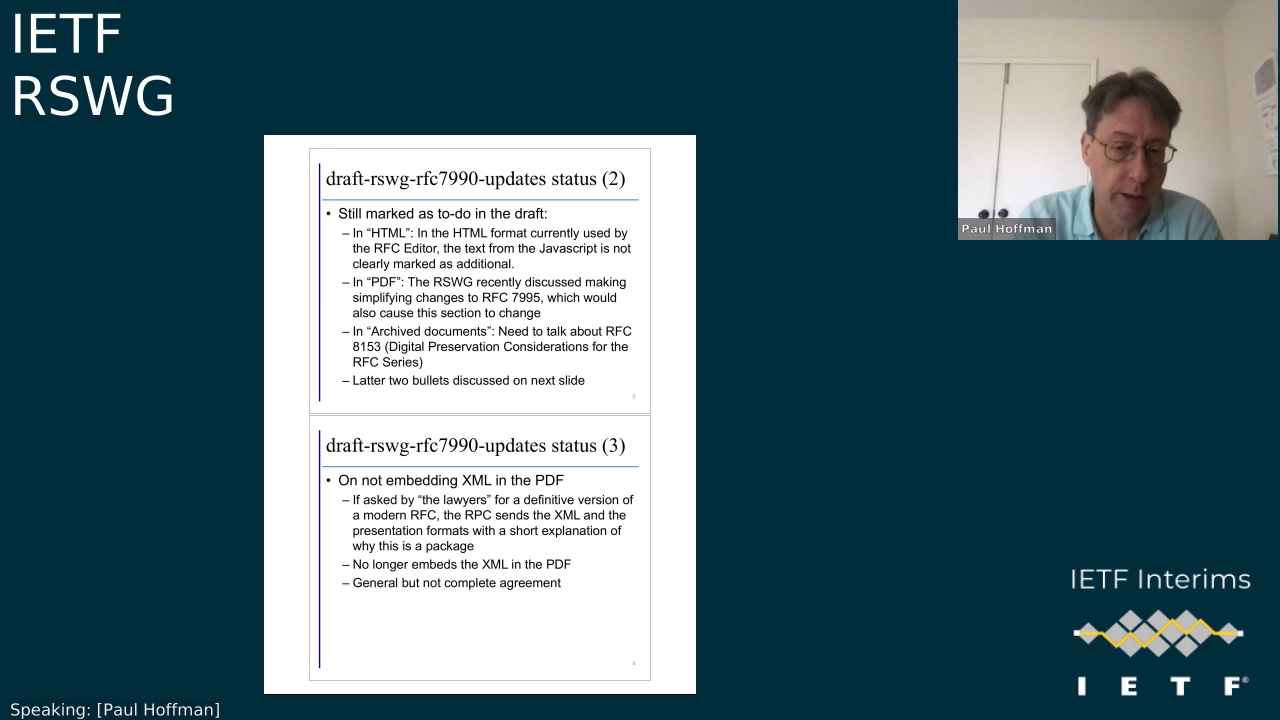 IETF
RSWG
draft-rswg-rfc7990-updates status (2)
• Still marked as to-do in the draft:
– In “HTML”: In the HTML format currently used by
the RFC Editor, the text from the Javascript is not
clearly marked as additional.
– In “PDF”: The RSWG recently discussed making
simplifying changes to RFC 7995, which would
also cause this section to change
– In “Archived documents”: Need to talk about RFC
8153 (Digital Preservation Considerations for the
RFC Series)
– Latter two bullets discussed on next slide
3
draft-rswg-rfc7990-updates status (3)
• On not embedding XML in the PDF
– If asked by “the lawyers” for a definitive version of
a modern RFC, the RPC sends the XML and the
presentation formats with a short explanation of
why this is a package
– No longer embeds the XML in the PDF
– General but not complete agreement
4
Paul Hoffman
IETF Interims
I E T F®
Speaking: [Paul Hoffman]